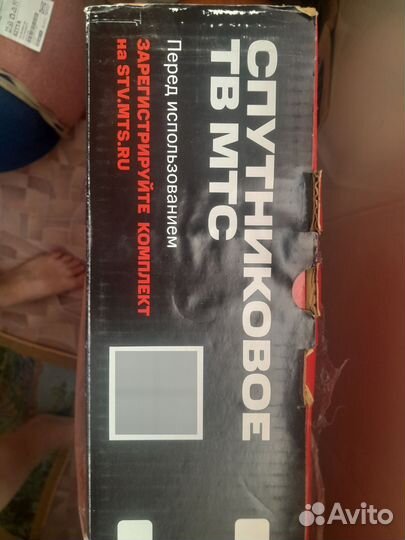 СПУТНИКОВОЕ
ТВ МТС
Перед использованием
ЗАРЕГИСТРИРУЙТЕ КОМПЛЕКТ
на STV.MTS.RU
Avito